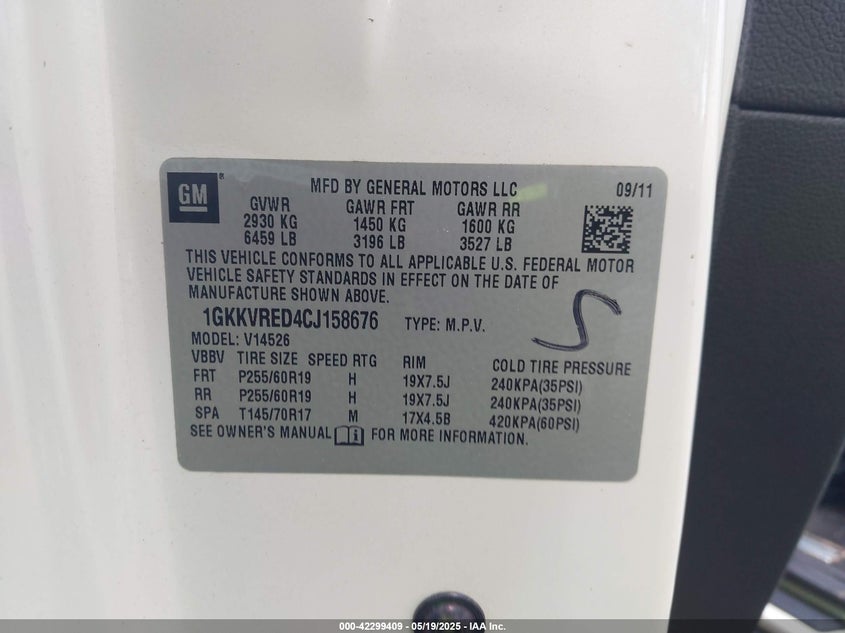 GM ®
MFD BY GENERAL MOTORS LLC 09/11
GVWR GAWR FRT GAWR RR
2930 KG 1450 KG 1600 KG
6459 LB 3196 LB 3527 LB
THIS VEHICLE CONFORMS TO ALL APPLICABLE U.S. FEDERAL MOTOR
VEHICLE SAFETY STANDARDS IN EFFECT ON THE DATE OF
MANUFACTURE SHOWN ABOVE.
1GKKVRED4CJ158676 TYPE: M.P.V.
S
MODEL: V14526
VBBV TIRE SIZE SPEED RTG RIM COLD TIRE PRESSURE
FRT P255/60R19 H 19X7.5J 240KPA(35PSI)
RR P255/60R19 H 19X7.5J 240KPA(35PSI)
SPA T145/70R17 M 17X4.5B 420KPA(60PSI)
SEE OWNER'S MANUAL FOR MORE INFORMATION.
000-42299409 - 05/19/2025 - IAA Inc.